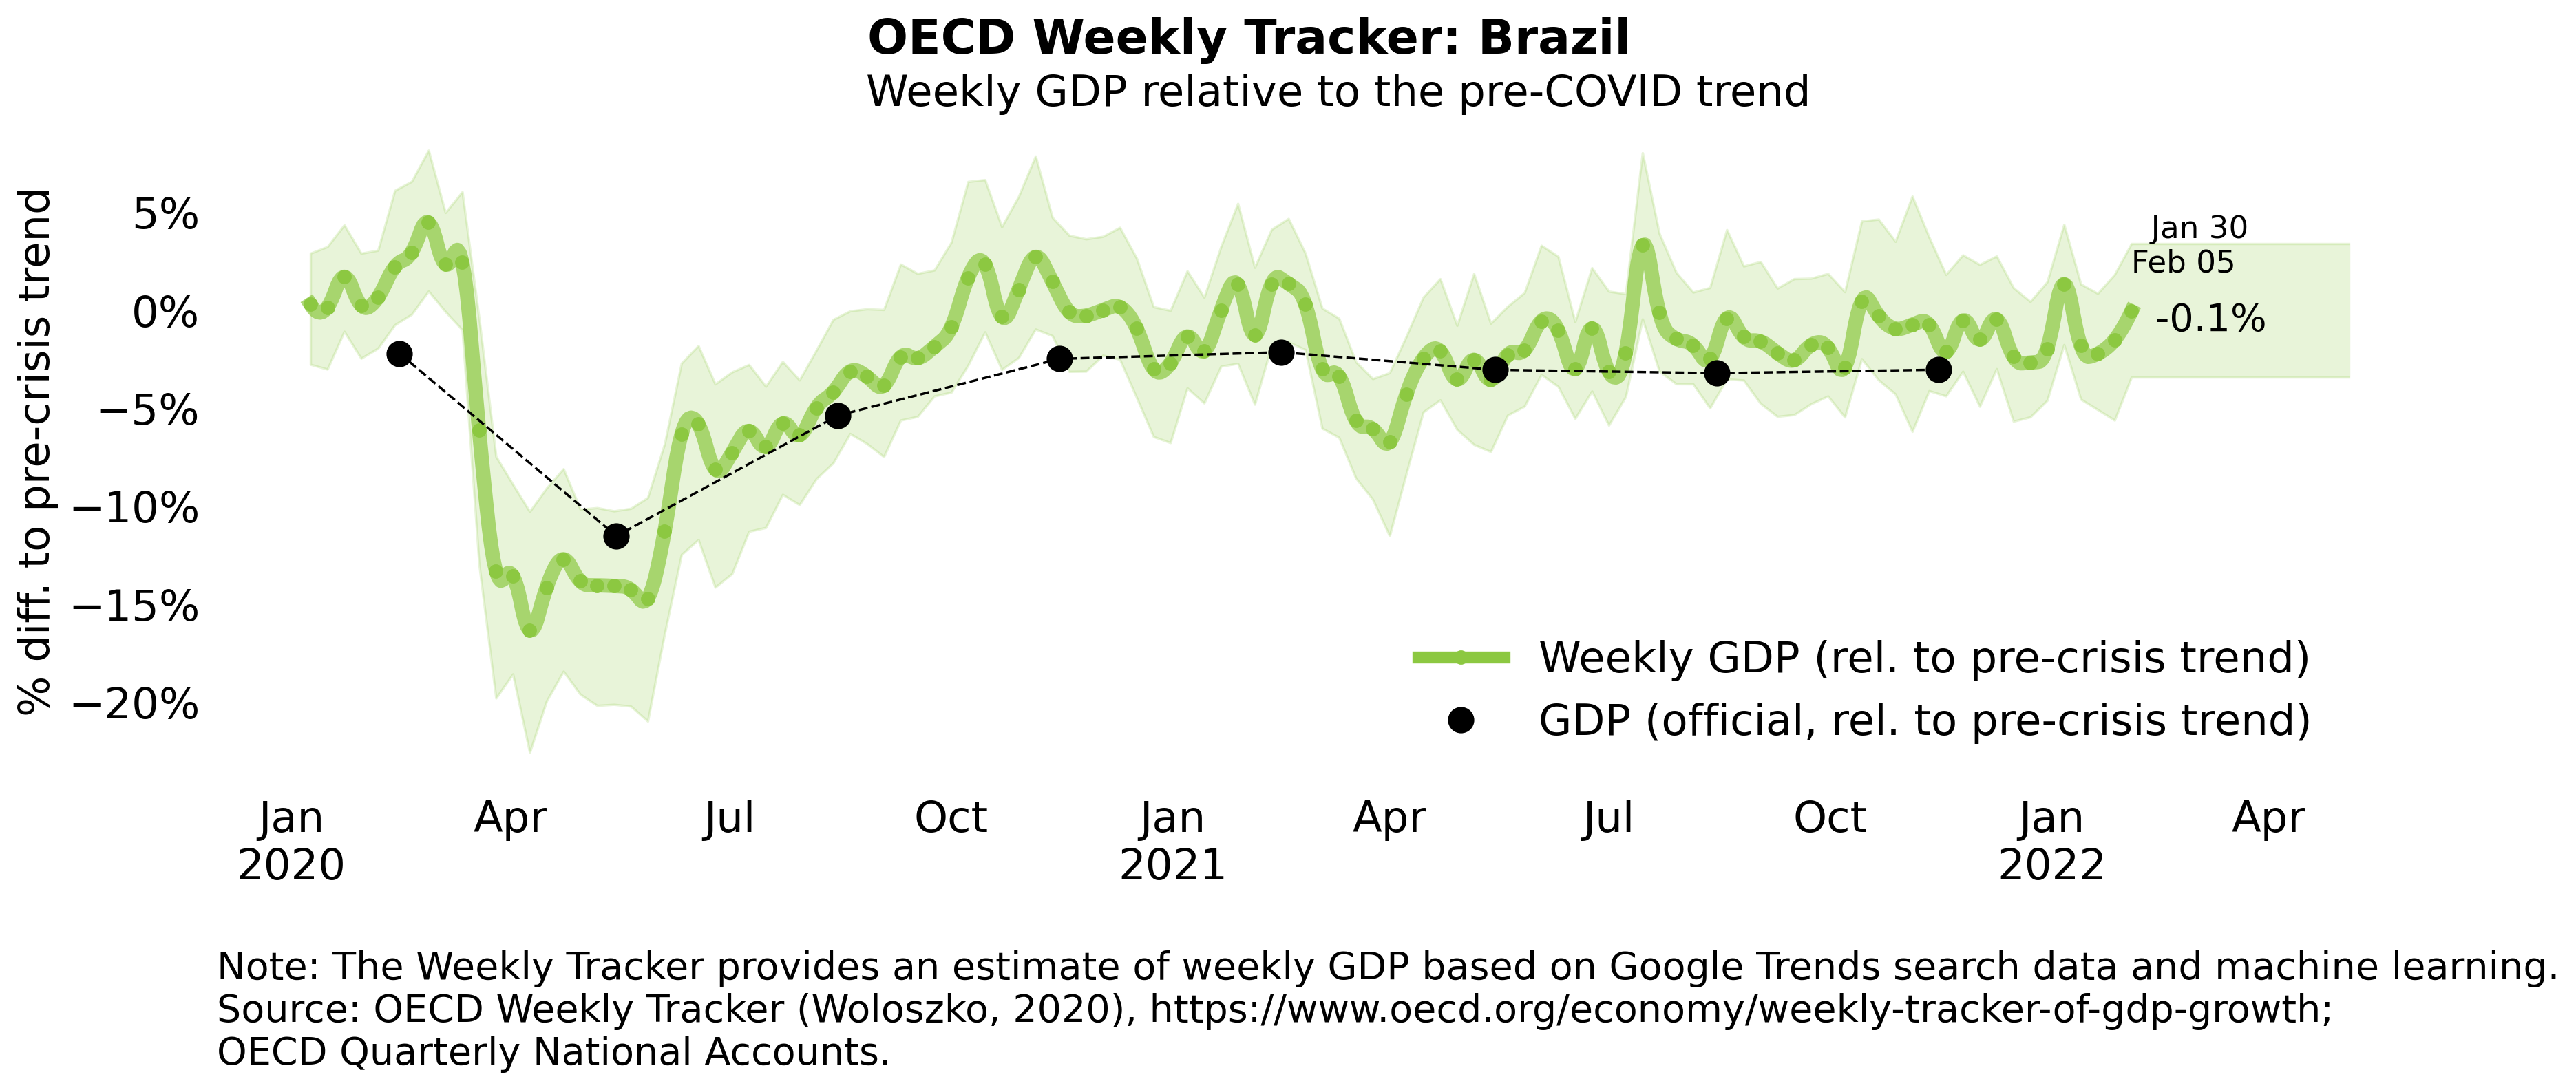 OECD Weekly Tracker: Brazil
Weekly GDP relative to the pre-COVID trend
% diff. to pre-crisis trend
5%
0%
−5%
−10%
−15%
−20%
Jan 30
Feb 05
-0.1%
Weekly GDP (rel. to pre-crisis trend)
GDP (official, rel. to pre-crisis trend)
Jan Apr Jul Oct Jan Apr Jul Oct Jan Apr
2020 2021 2022
Note: The Weekly Tracker provides an estimate of weekly GDP based on Google Trends search data and machine learning.
Source: OECD Weekly Tracker (Woloszko, 2020), https://www.oecd.org/economy/weekly-tracker-of-gdp-growth;
OECD Quarterly National Accounts.